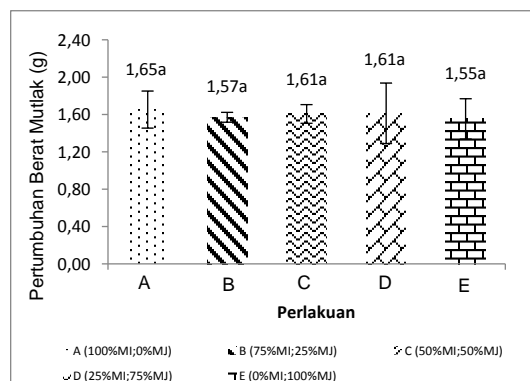 Pertumbuhan Berat Mutlak (g)
2,40
2,00
1,60
1,20
0,80
0,40
0,00
1,65a
1,57a
1,61a
1,61a
1,55a
A
B
C
D
E
Perlakuan
A (100%MI;0%MJ)
B (75%MI;25%MJ)
C (50%MI;50%MJ)
D (25%MI;75%MJ)
E (0%MI;100%MJ)